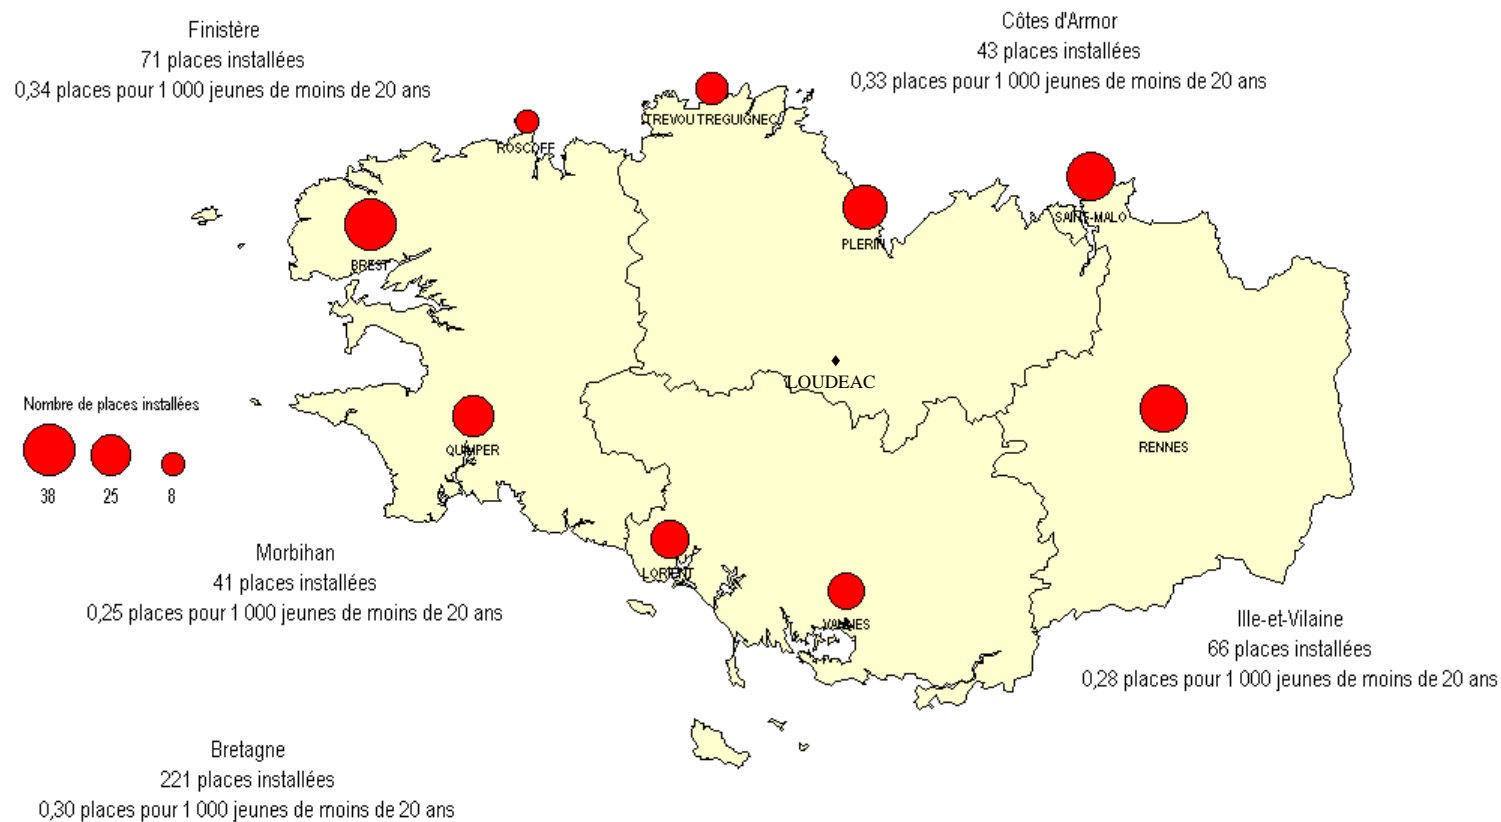 Finistère
71 places installées
0,34 places pour 1 000 jeunes de moins de 20 ans
Côtes d'Armor
43 places installées
0,33 places pour 1 000 jeunes de moins de 20 ans
TREVOU TREGUIGNEC
ROSCOFF
SAINT-MALO
PLERIN
BREST
LOUDEAC
Nombre de places installées
38 25 8
QUIMPER
RENNES
Morbihan
41 places installées
0,25 places pour 1 000 jeunes de moins de 20 ans
LORIENT
VANNES
Ille-et-Vilaine
66 places installées
0,28 places pour 1 000 jeunes de moins de 20 ans
Bretagne
221 places installées
0,30 places pour 1 000 jeunes de moins de 20 ans